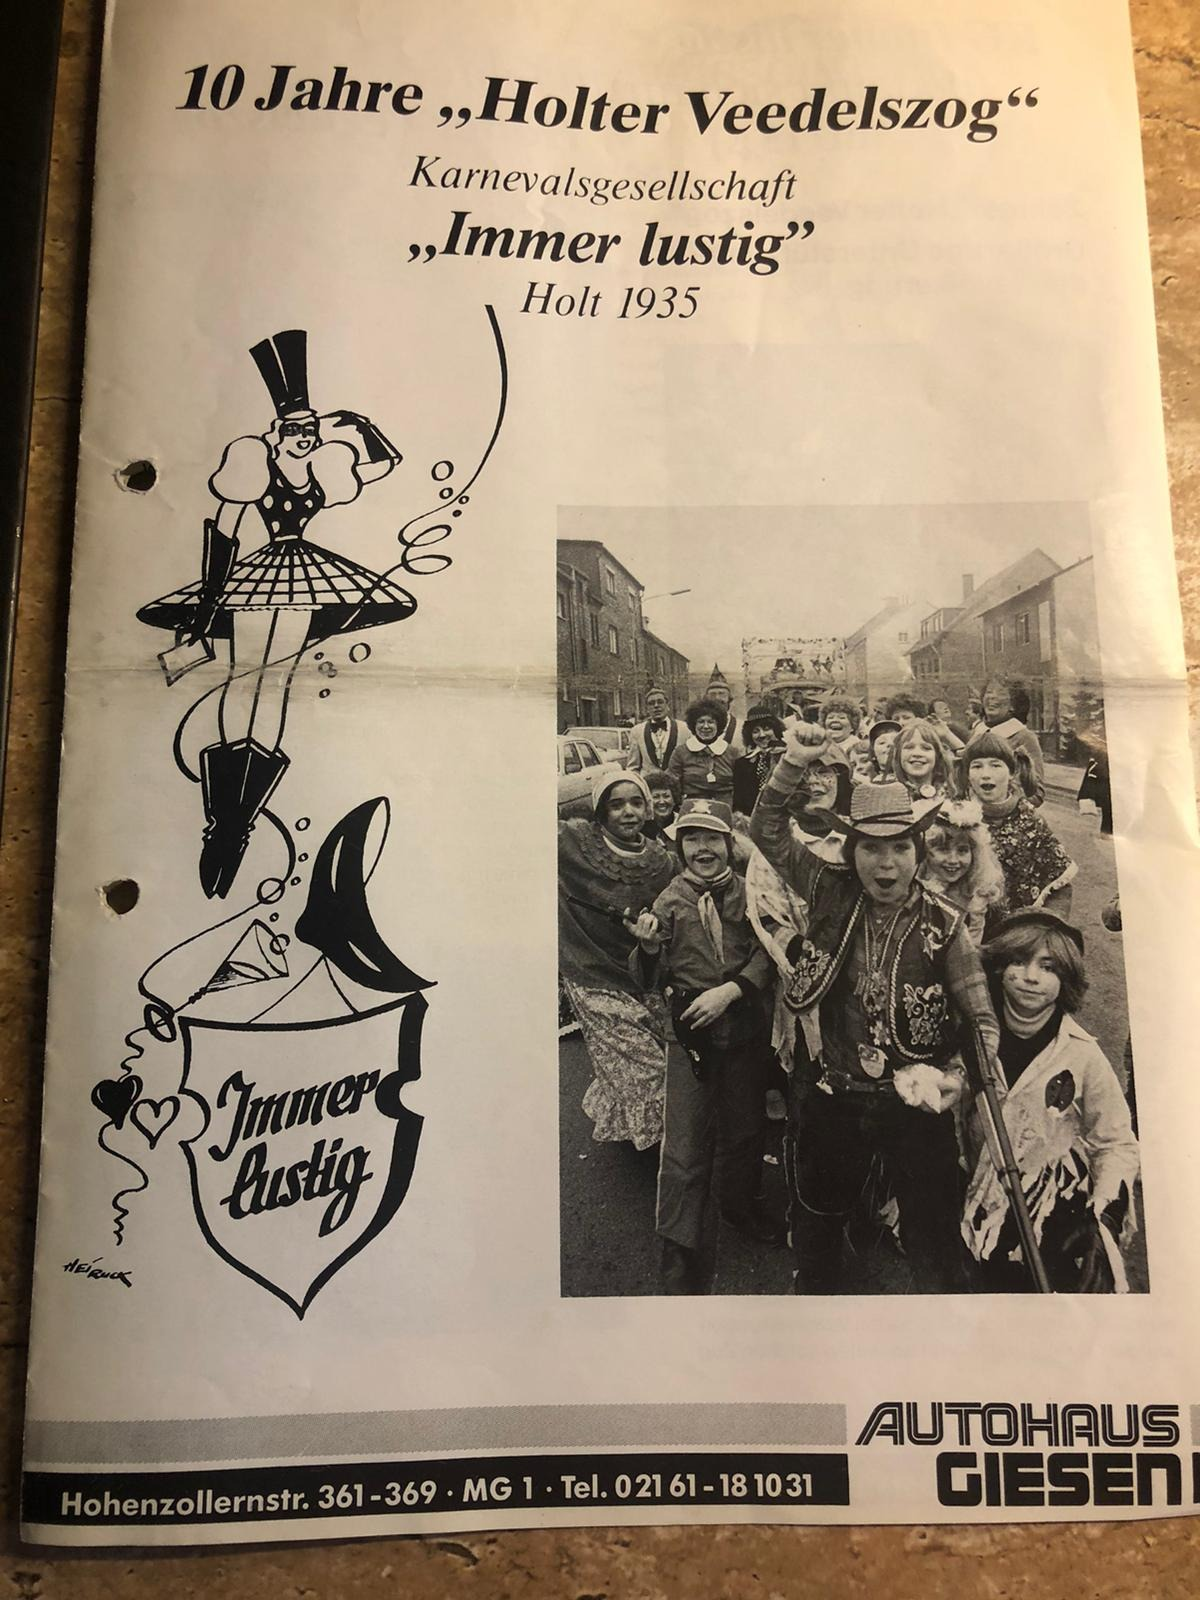 10 Jahre „Holter Veedelszog“
Karnevalsgesellschaft
„Immer lustig”
Holt 1935
Immer
lustig
HEIRUCK
AUTOHAUS
GIESEN
Hohenzollernstr. 361-369 · MG 1 · Tel. 0 21 61 - 18 10 31